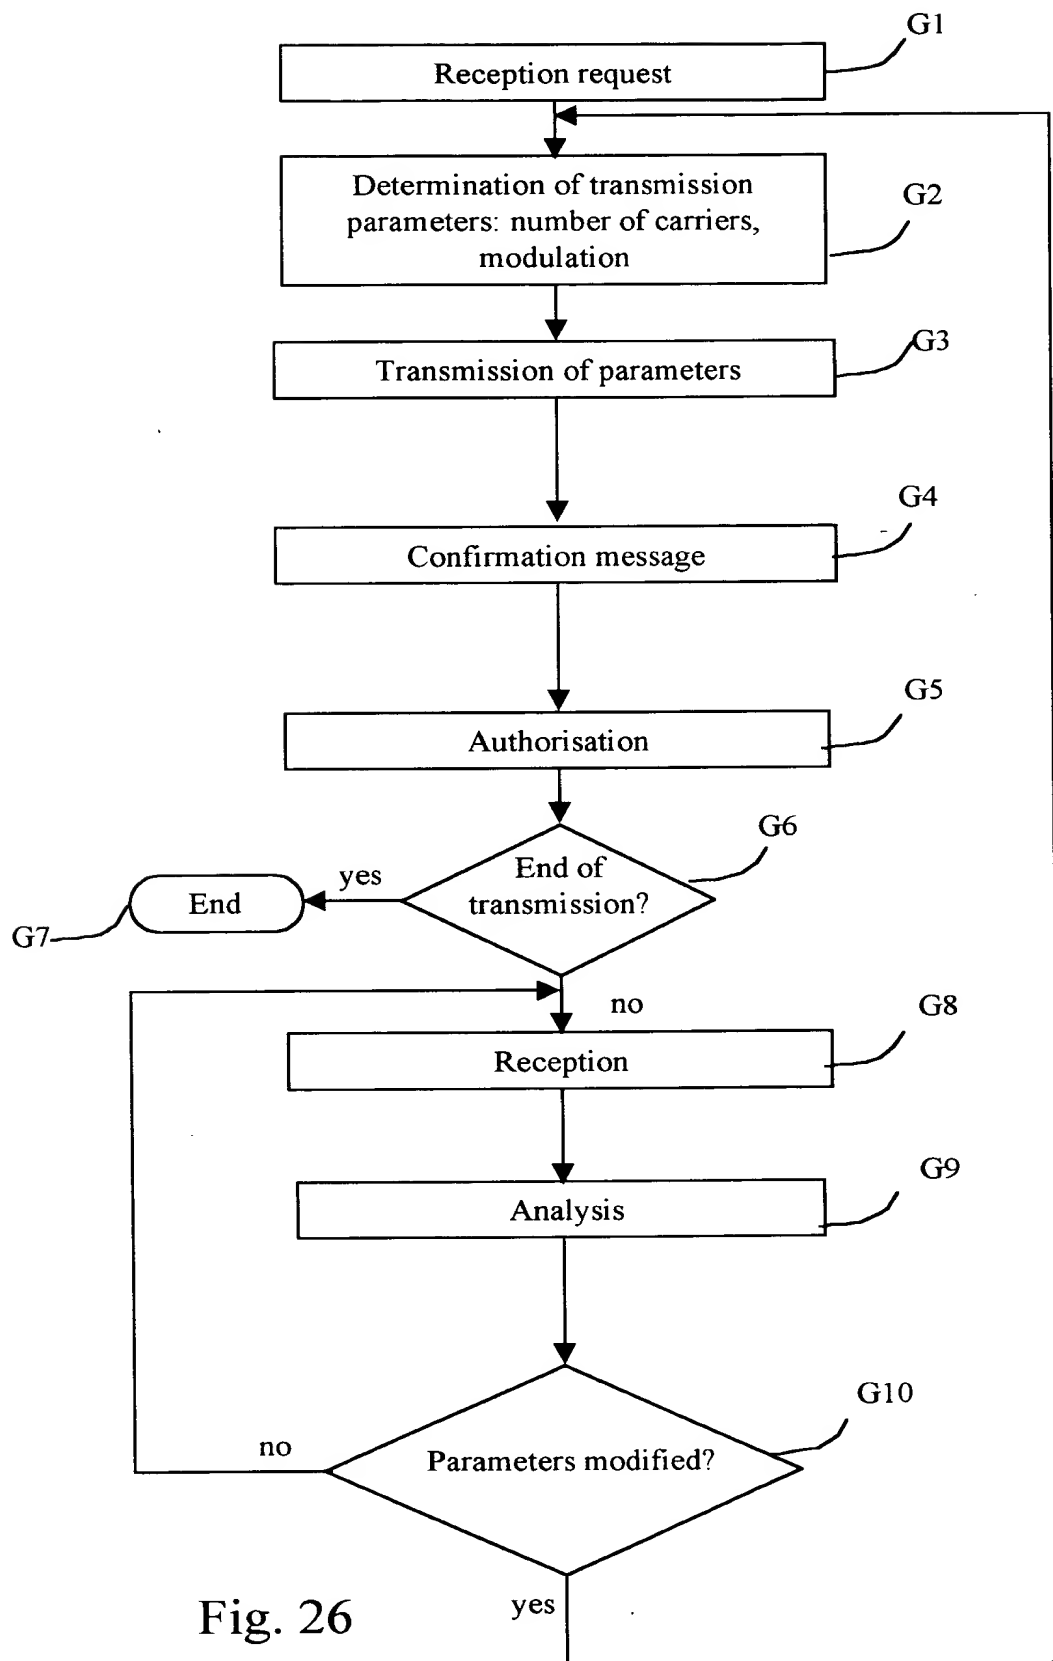 G1
Reception request
Determination of transmission
parameters: number of carriers,
modulation
G2
G3
Transmission of parameters
G4
Confirmation message
G5
Authorisation
G6
End of
transmission?
yes
End
G7
no
G8
Reception
G9
Analysis
G10
Parameters modified?
no
yes
Fig. 26